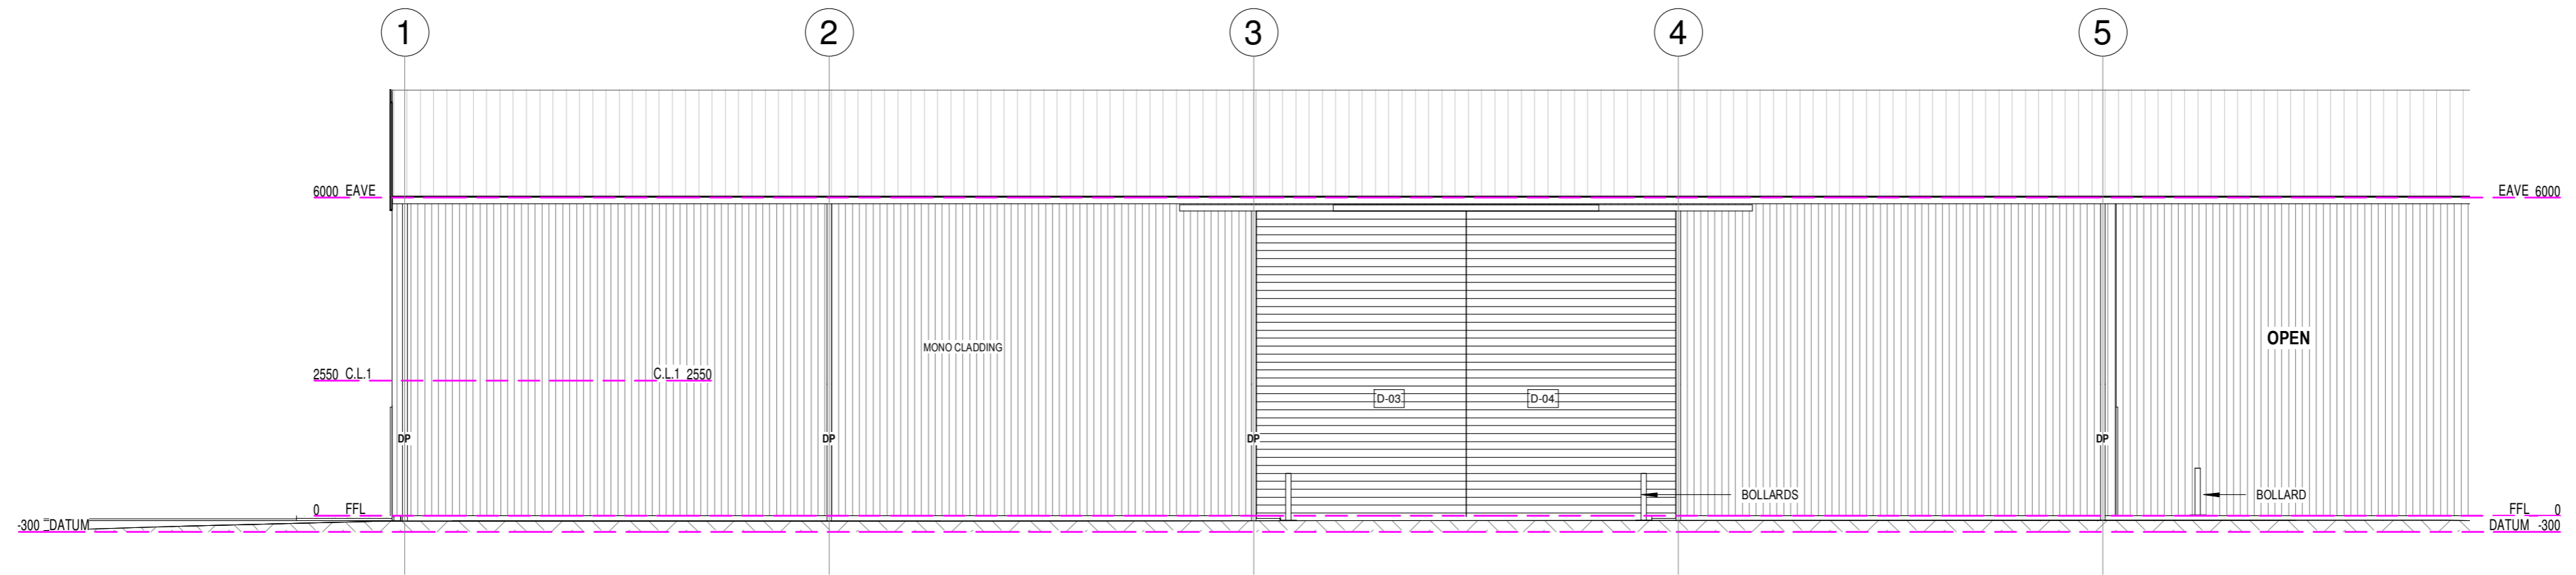 1 2 3 4 5
6000 EAVE
EAVE 6000
OPEN
MONO CLADDING
2550 C.L.1
C.L.1 2550
D-03
D-04
DP
DP
DP
DP
BOLLARDS
BOLLARD
0 FFL
FFL 0
-300 DATUM
DATUM -300